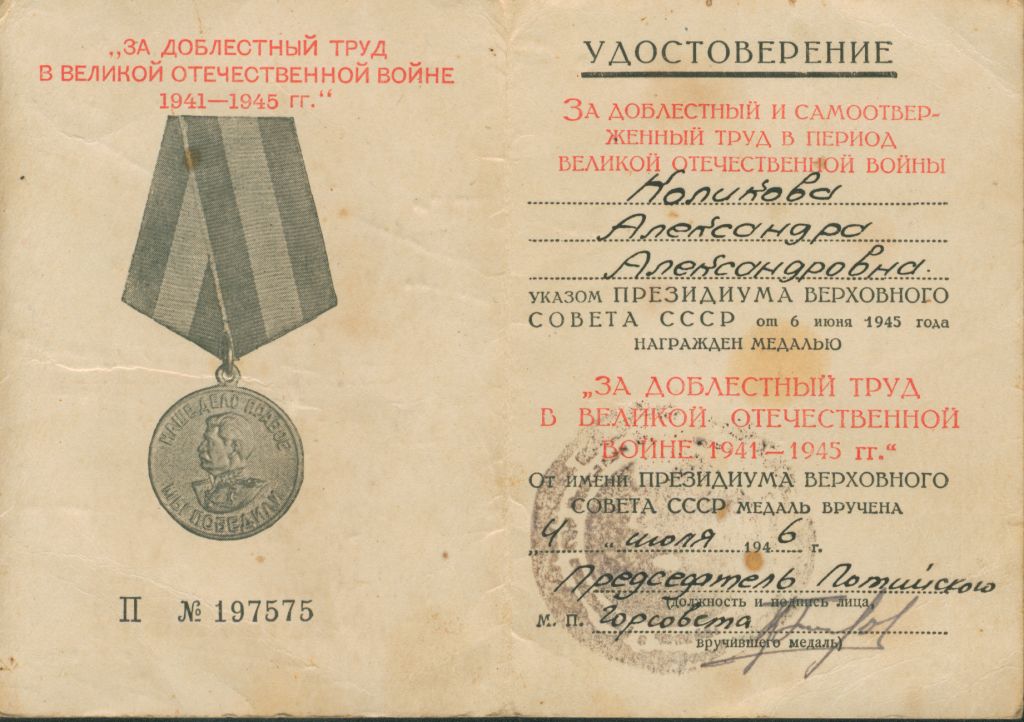 „ЗА ДОБЛЕСТНЫЙ ТРУД
В ВЕЛИКОЙ ОТЕЧЕСТВЕННОЙ ВОЙНЕ
1941—1945 гг.“
НАШЕ ДЕЛО ПРАВОЕ
МЫ ПОБЕДИЛИ
П № 197575
УДОСТОВЕРЕНИЕ
ЗА ДОБЛЕСТНЫЙ И САМООТВЕР-
ЖЕННЫЙ ТРУД В ПЕРИОД
ВЕЛИКОЙ ОТЕЧЕСТВЕННОЙ ВОЙНЫ
Коликова
Александра
Александровна.
УКАЗОМ ПРЕЗИДИУМА ВЕРХОВНОГО
СОВЕТА СССР от 6 июня 1945 года
НАГРАЖДЕН МЕДАЛЬЮ
„ЗА ДОБЛЕСТНЫЙ ТРУД
В ВЕЛИКОЙ ОТЕЧЕСТВЕННОЙ
ВОЙНЕ 1941—1945 гг.“
От имени ПРЕЗИДИУМА ВЕРХОВНОГО
СОВЕТА СССР МЕДАЛЬ ВРУЧЕНА
„4“ июля 1946 г.
Председатель Потийского
(должность и подпись лица,
М. П. Горсовета
вручившего медаль)